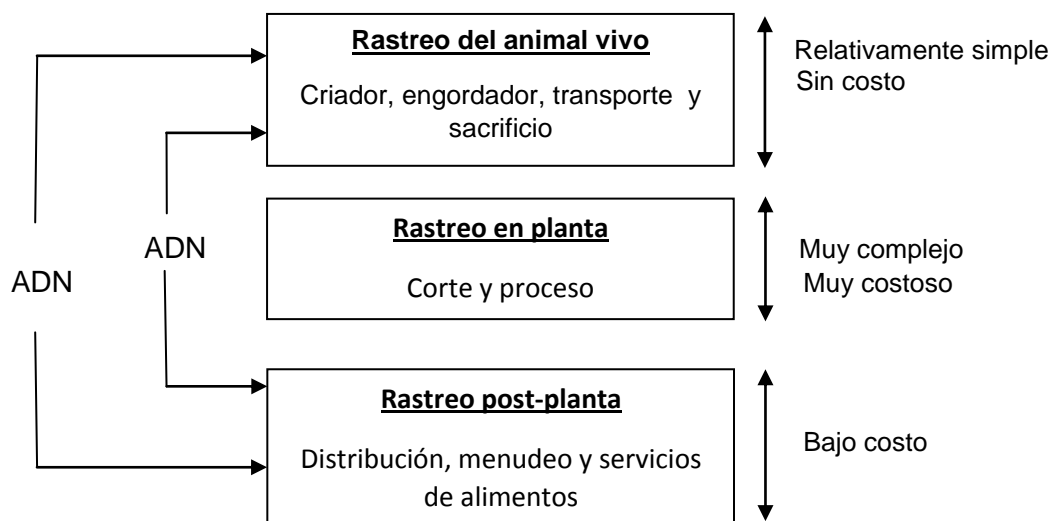 Rastreo del animal vivo
Criador, engordador, transporte y
sacrificio
Relativamente simple
Sin costo
ADN
ADN
Rastreo en planta
Corte y proceso
Muy complejo
Muy costoso
Rastreo post-planta
Distribución, menudeo y servicios
de alimentos
Bajo costo